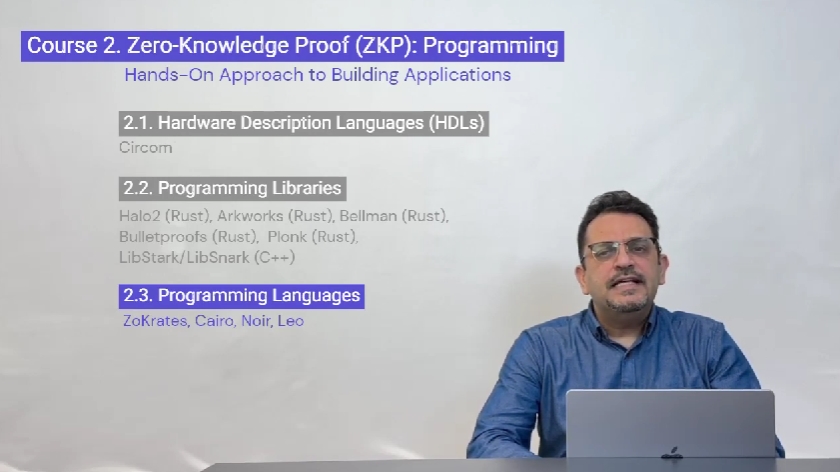 Course 2. Zero-Knowledge Proof (ZKP): Programming
Hands-On Approach to Building Applications
2.1. Hardware Description Languages (HDLs)
Circom
2.2. Programming Libraries
Halo2 (Rust), Arkworks (Rust), Bellman (Rust),
Bulletproofs (Rust), Plonk (Rust),
LibStark/LibSnark (C++)
2.3. Programming Languages
ZoKrates, Cairo, Noir, Leo